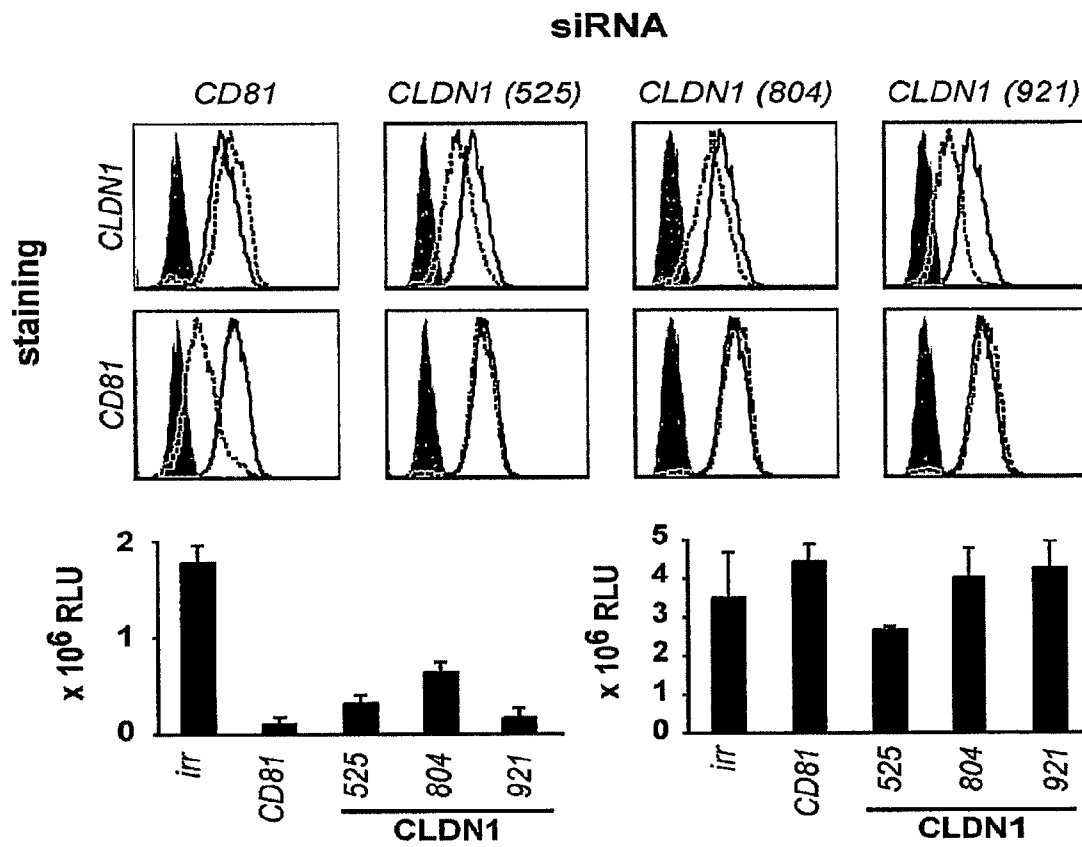 siRNA
CD81 CLDN1 (525) CLDN1 (804) CLDN1 (921)
staining
CLDN1
CD81
x 10⁶ RLU
2
1
0
irr CD81 525 804 921
CLDN1
x 10⁶ RLU
5
4
3
2
1
0
irr CD81 525 804 921
CLDN1